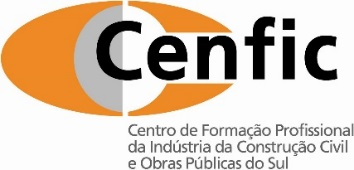 Cenfic
Centro de Formação Profissional
da Indústria da Construção Civil
e Obras Públicas do Sul